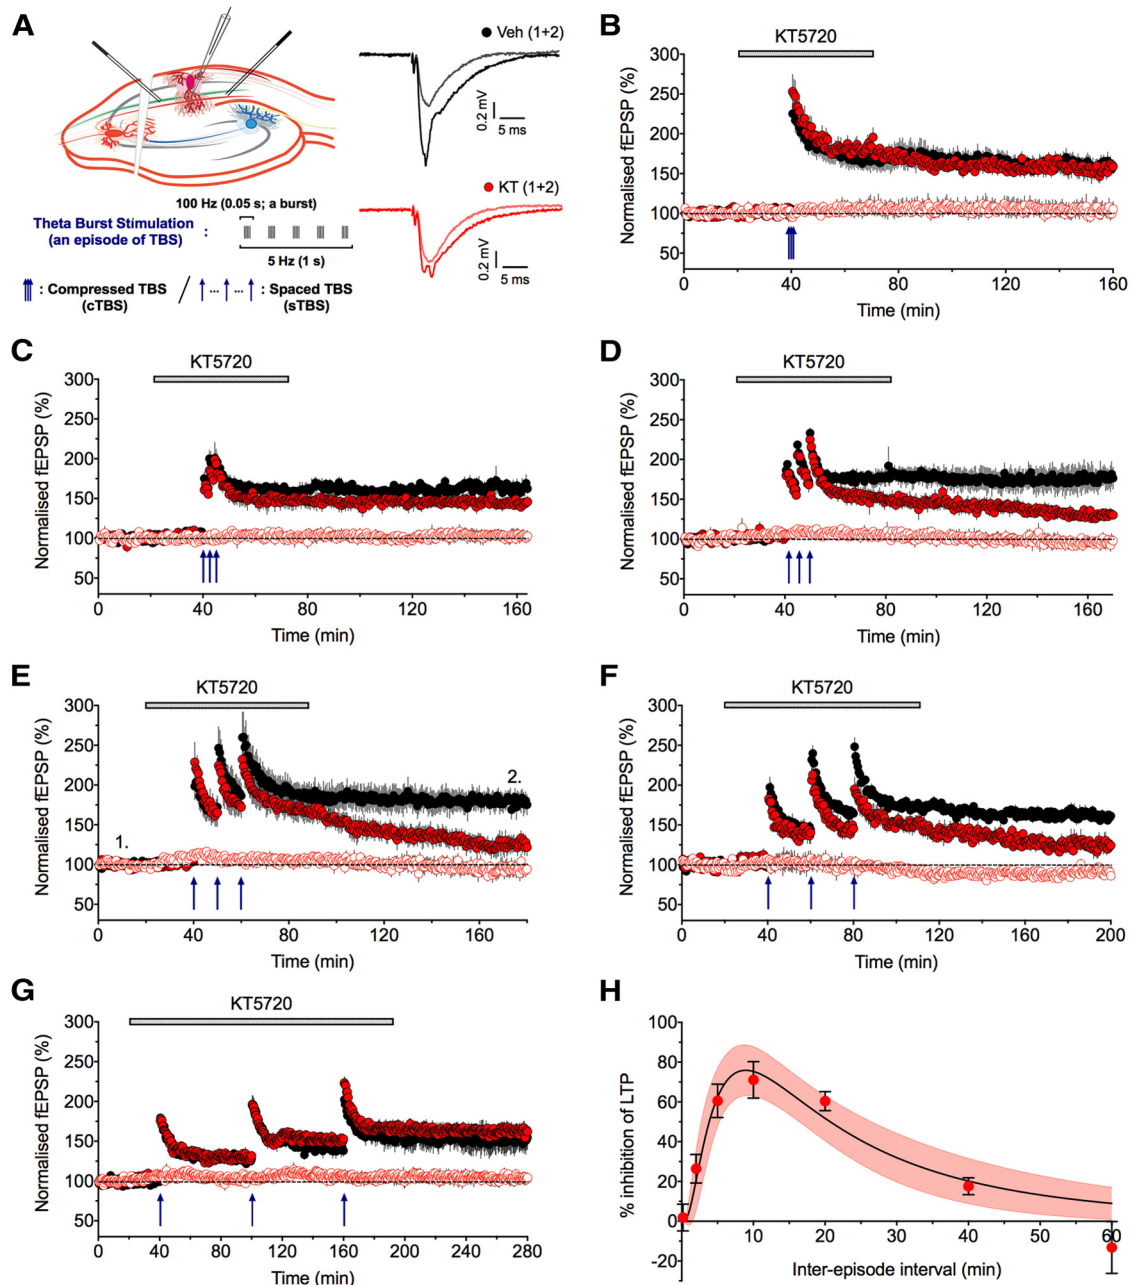 A
Veh (1+2)
0.2 mV
5 ms
KT (1+2)
0.2 mV
5 ms
100 Hz (0.05 s; a burst)
Theta Burst Stimulation
(an episode of TBS)
:
5 Hz (1 s)
: Compressed TBS
(cTBS)
/
... ...
: Spaced TBS
(sTBS)
B
KT5720
Normalised fEPSP (%)
300
250
200
150
100
50
0 40 80 120 160
Time (min)
C
KT5720
Normalised fEPSP (%)
300
250
200
150
100
50
0 40 80 120 160
Time (min)
D
KT5720
Normalised fEPSP (%)
300
250
200
150
100
50
0 40 80 120 160
Time (min)
E
KT5720
Normalised fEPSP (%)
300
250
200
150
100
50
1.
2.
0 40 80 120 160
Time (min)
F
KT5720
Normalised fEPSP (%)
300
250
200
150
100
50
0 40 80 120 160 200
Time (min)
G
KT5720
Normalised fEPSP (%)
300
250
200
150
100
50
0 40 80 120 160 200 240 280
Time (min)
H
% inhibition of LTP
100
80
60
40
20
0
-20
10 20 30 40 50 60
Inter-episode interval (min)